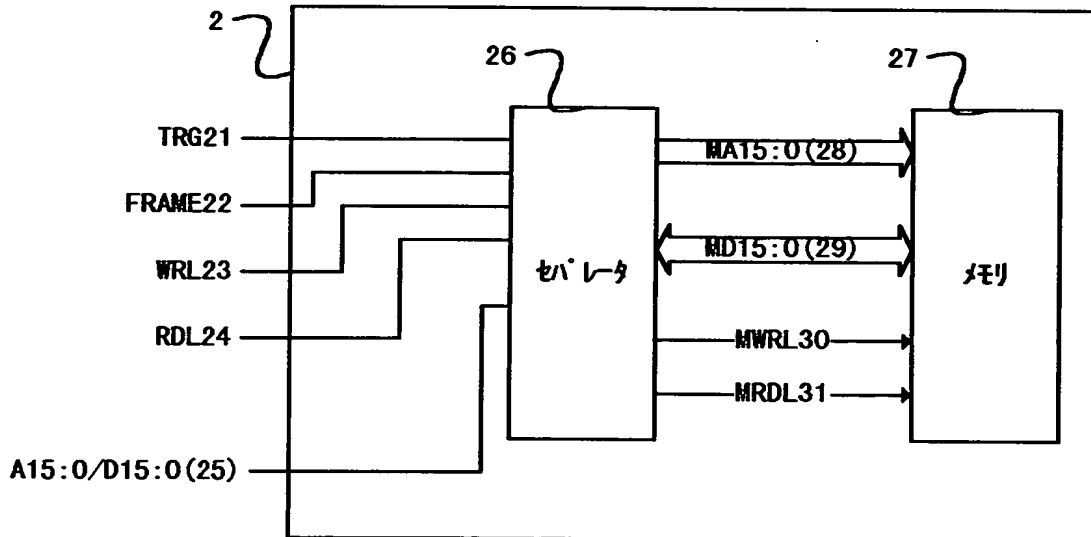 2
26
27
TRG21
FRAME22
WRL23
RDL24
A15:0/D15:0(25)
セパレータ
MA15:0(28)
MD15:0(29)
MWRL30
MRDL31
メモリ